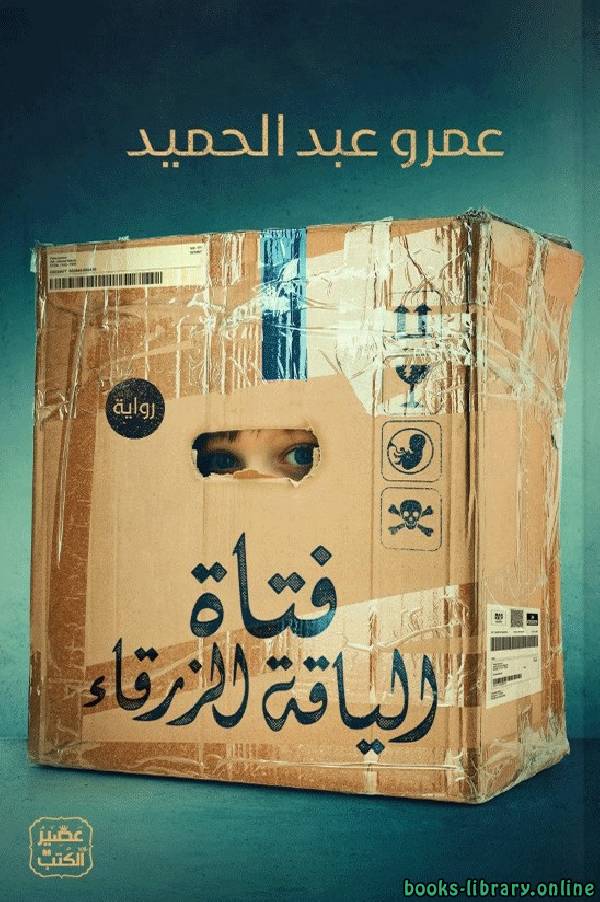 عمرو عبد الحميد
رواية
فتاة
الياقة الزرقاء
عصير
الكتب
books-library.online